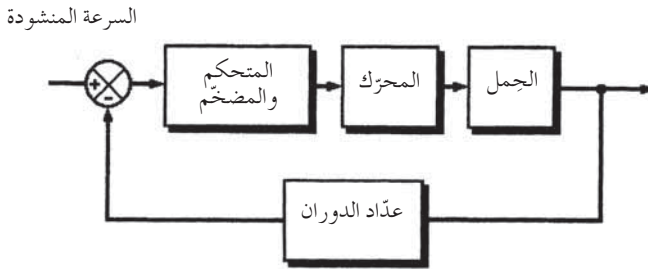 السرعة المنشودة
+
-
المتحكم
والمضخّم
المحرّك
الحِمل
عدّاد الدوران